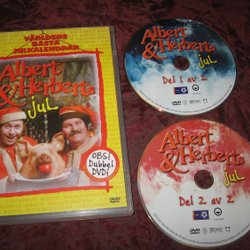 VÄRLDENS
BÄSTA
JULKALENDRAR
Albert
& Herberts
jul
OBS!
Dubbel
DVD!
DVD
Albert
& Herberts
jul
Del 1 av 2
Albert
& Herberts
jul
Del 2 av 2